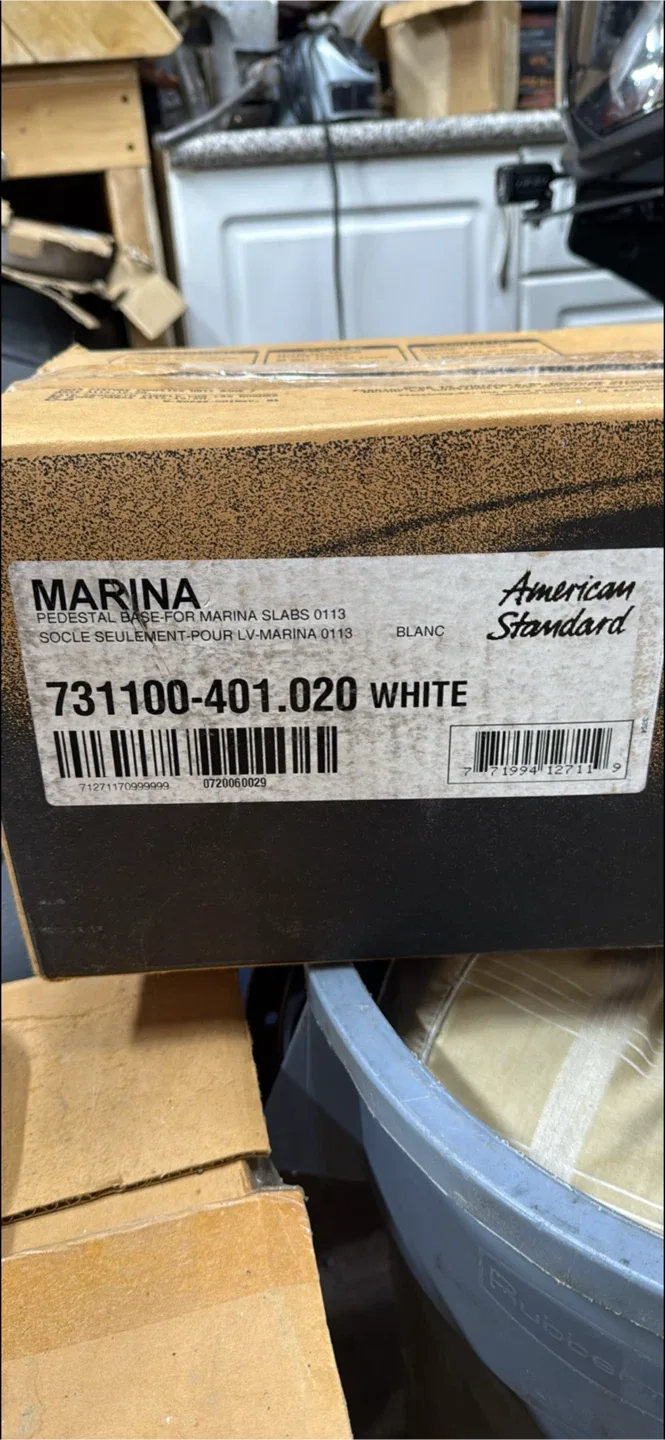 MARINA
PEDESTAL BASE-FOR MARINA SLABS 0113
SOCLE SEULEMENT-POUR LV-MARINA 0113 BLANC
American
Standard
731100-401.020 WHITE
71271170999999 0720060029
7 71994 12711 9
Rubbe